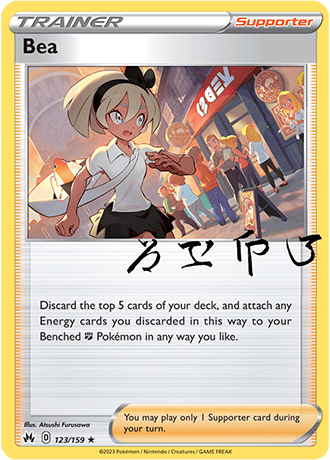 TRAINER Supporter
Bea
Discard the top 5 cards of your deck, and attach any
Energy cards you discarded in this way to your
Benched Pokémon in any way you like.
Illus. Atsushi Furusawa
123/159 ★
You may play only 1 Supporter card during
your turn.
©2023 Pokémon / Nintendo / Creatures / GAME FREAK